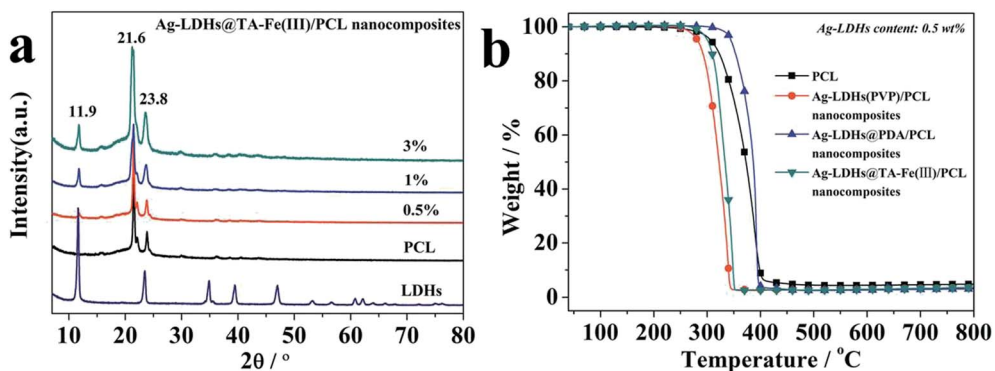 a
Ag-LDHs@TA-Fe(III)/PCL nanocomposites
21.6
11.9
23.8
3%
1%
0.5%
PCL
LDHs
Intensity(a.u.)
10 20 30 40 50 60 70 80
2θ / °
b
Ag-LDHs content: 0.5 wt%
PCL
Ag-LDHs(PVP)/PCL
nanocomposites
Ag-LDHs@PDA/PCL
nanocomposites
Ag-LDHs@TA-Fe(III)/PCL
nanocomposites
Weight / %
100
80
60
40
20
0
100 200 300 400 500 600 700 800
Temperature / °C